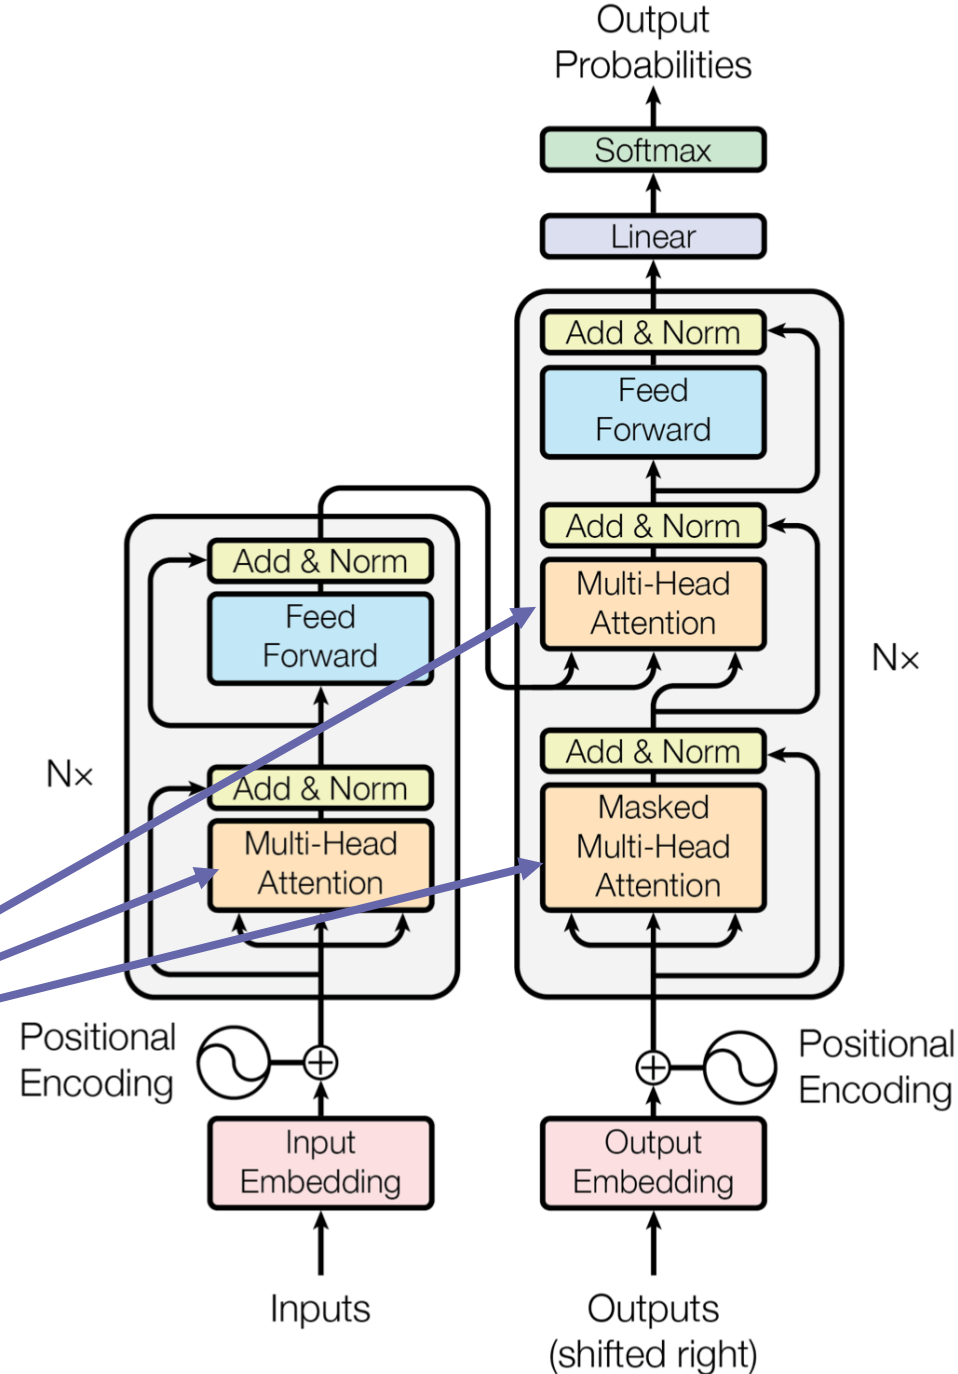 Output
Probabilities
Softmax
Linear
Add & Norm
Feed
Forward
Add & Norm
Multi-Head
Attention
Nx
Add & Norm
Masked
Multi-Head
Attention
Add & Norm
Feed
Forward
Nx
Add & Norm
Multi-Head
Attention
Positional
Encoding
Positional
Encoding
Input
Embedding
Output
Embedding
Inputs
Outputs
(shifted right)